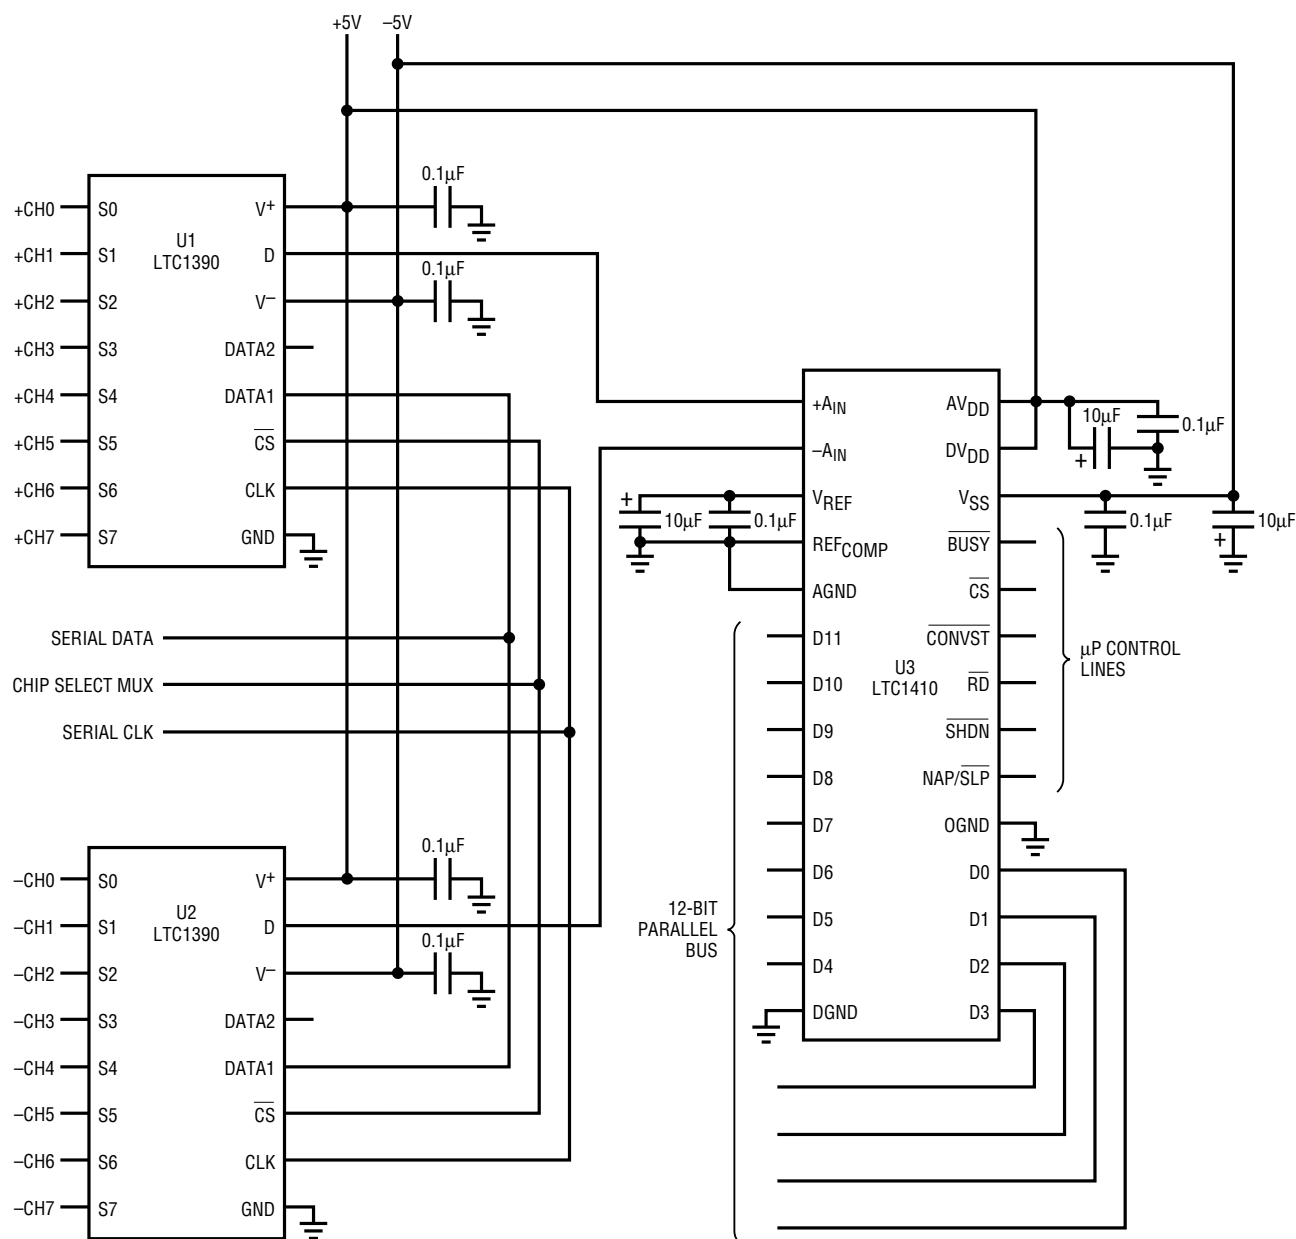 +5V
–5V
0.1µF
0.1µF
+CH0
+CH1
+CH2
+CH3
+CH4
+CH5
+CH6
+CH7
S0
S1
S2
S3
S4
S5
S6
S7
U1
LTC1390
V+
D
V–
DATA2
DATA1
CS
CLK
GND
SERIAL DATA
CHIP SELECT MUX
SERIAL CLK
0.1µF
0.1µF
–CH0
–CH1
–CH2
–CH3
–CH4
–CH5
–CH6
–CH7
S0
S1
S2
S3
S4
S5
S6
S7
U2
LTC1390
V+
D
V–
DATA2
DATA1
CS
CLK
GND
+
10µF
0.1µF
+AIN
–AIN
VREF
REFCOMP
AGND
D11
D10
D9
D8
D7
D6
D5
D4
DGND
12-BIT
PARALLEL
BUS
U3
LTC1410
AVDD
DVDD
VSS
BUSY
CS
CONVST
RD
SHDN
NAP/SLP
OGND
D0
D1
D2
D3
10µF
+
0.1µF
0.1µF
10µF
+
µP CONTROL
LINES